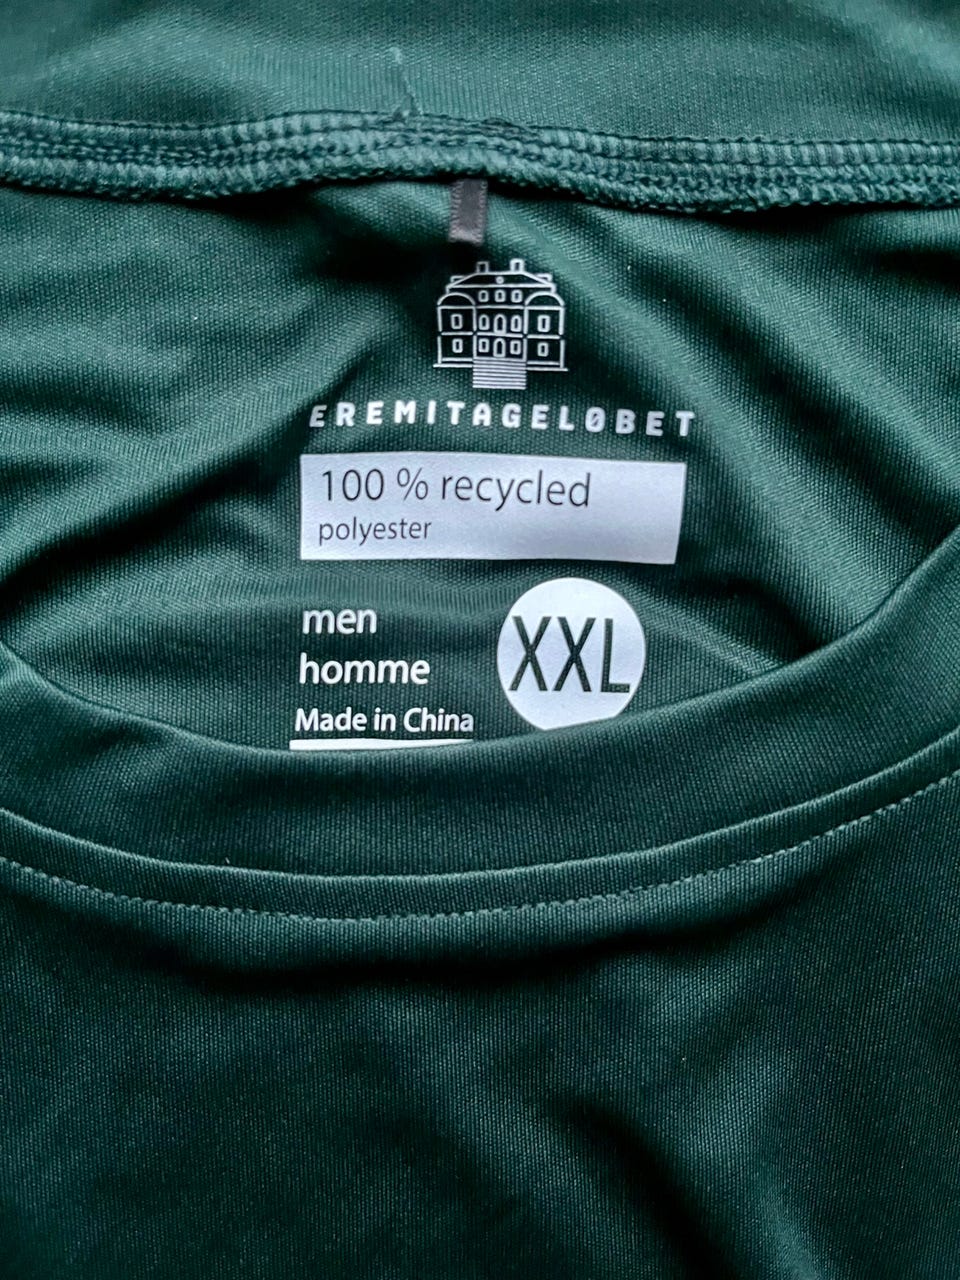 EREMITAGELØBET
100 % recycled
polyester
men
homme
XXL
Made in China